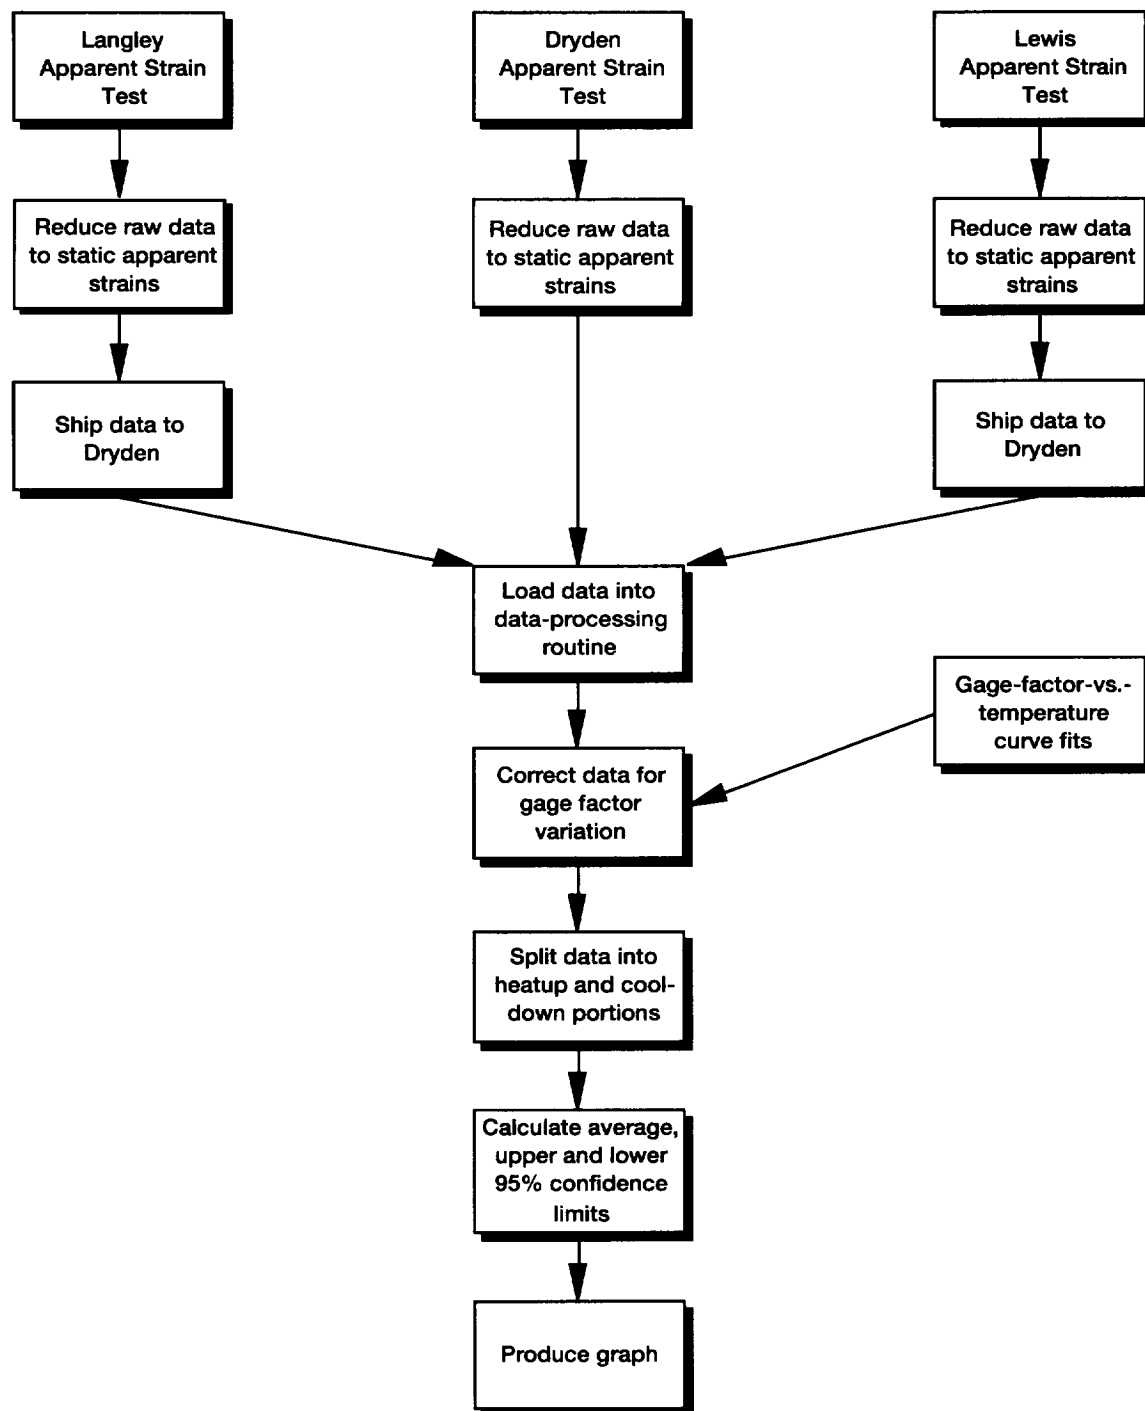 Langley
Apparent Strain
Test
Dryden
Apparent Strain
Test
Lewis
Apparent Strain
Test
Reduce raw data
to static apparent
strains
Reduce raw data
to static apparent
strains
Reduce raw data
to static apparent
strains
Ship data to
Dryden
Ship data to
Dryden
Load data into
data-processing
routine
Gage-factor-vs.-
temperature
curve fits
Correct data for
gage factor
variation
Split data into
heatup and cool-
down portions
Calculate average,
upper and lower
95% confidence
limits
Produce graph